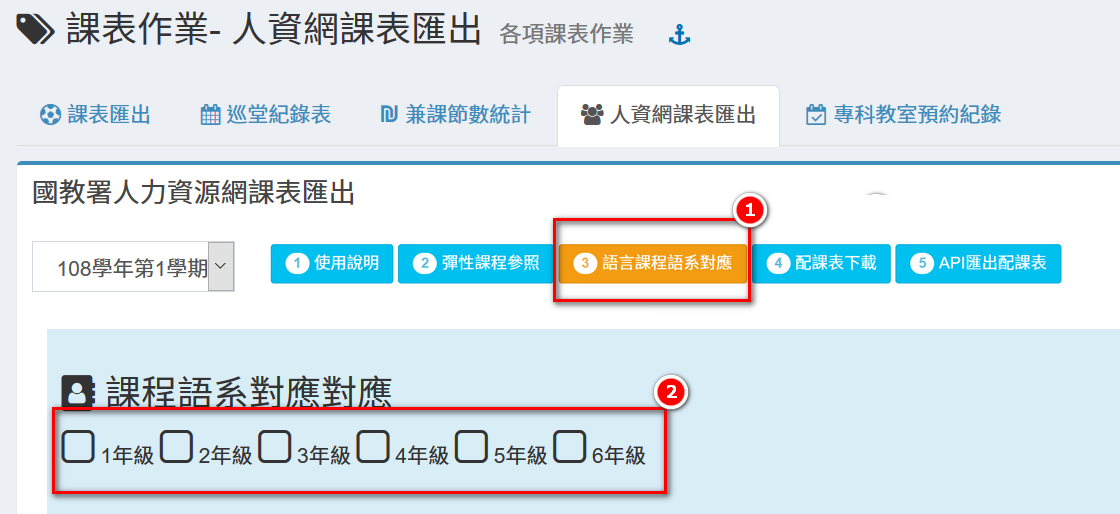 課表作業- 人資網課表匯出 各項課表作業
課表匯出 巡堂紀錄表 兼課節數統計 人資網課表匯出 專科教室預約紀錄
國教署人力資源網課表匯出
1
108學年第1學期 1 使用說明 2 彈性課程參照 3 語言課程語系對應 4 配課表下載 5 API匯出配課表
課程語系對應對應
2
1年級 2年級 3年級 4年級 5年級 6年級